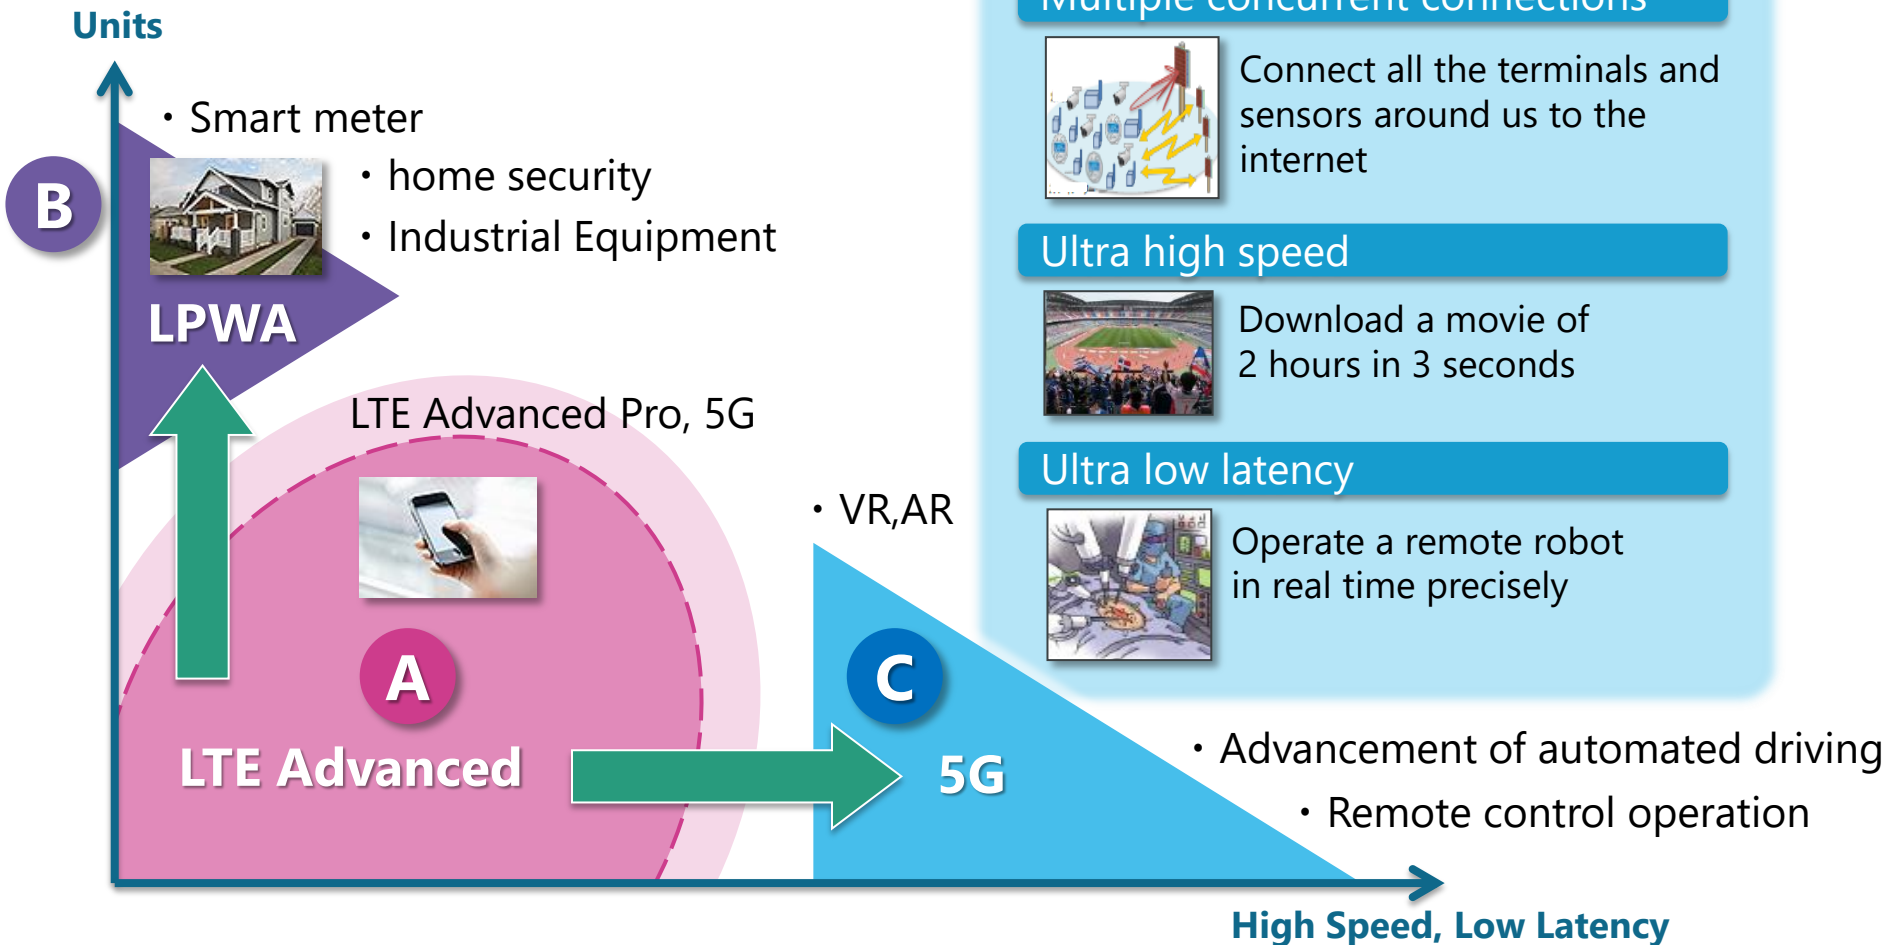 Units
・Smart meter
・home security
・Industrial Equipment
B
LPWA
LTE Advanced Pro, 5G
A
LTE Advanced
・VR,AR
C
5G
・Advancement of automated driving
・Remote control operation
High Speed, Low Latency
Multiple concurrent connections
Connect all the terminals and
sensors around us to the
internet
Ultra high speed
Download a movie of
2 hours in 3 seconds
Ultra low latency
Operate a remote robot
in real time precisely